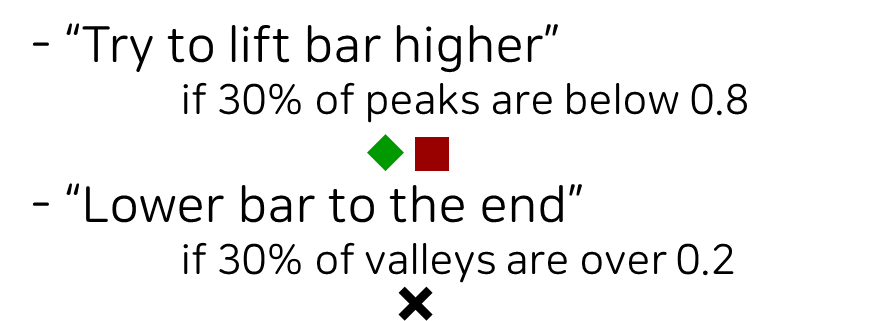 - “Try to lift bar higher”
if 30% of peaks are below 0.8
- “Lower bar to the end”
if 30% of valleys are over 0.2